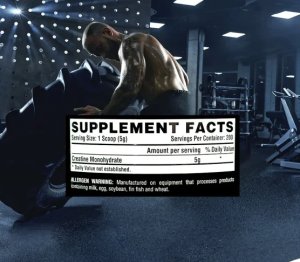 SUPPLEMENT FACTS
Serving Size: 1 Scoop (5g) Servings Per Container: 200
Amount per serving % Daily Value
Creatine Monohydrate 5g *
* Daily Value not established.
ALLERGEN WARNING: Manufactured on equipment that processes products
containing milk, egg, soybean, fin fish and wheat.